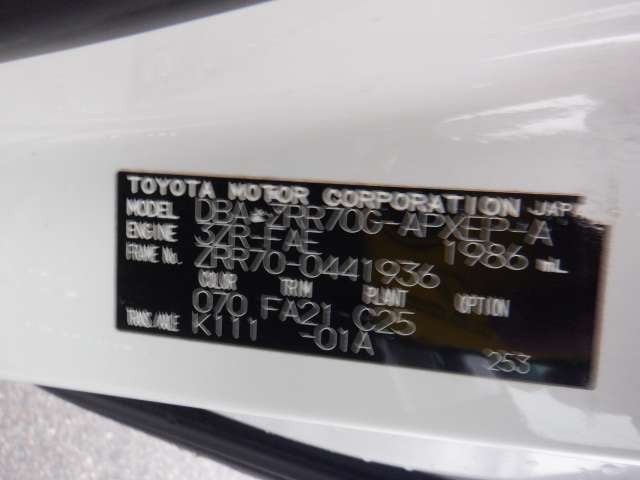 TOYOTA MOTOR CORPORATION JAPAN
MODEL DBA-ZRR70G-APXEP-A
ENGINE 3ZR-FAE 1986 mL
FRAME No. ZRR70-0441936
COLOR TRIM PLANT OPTION
070 FA21 C25
TRANS/AXLE K111 -01A
253